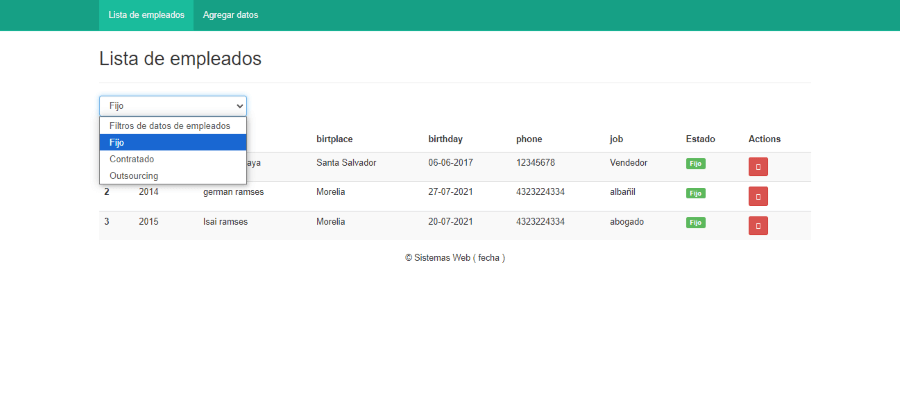 Lista de empleados Agregar datos
Lista de empleados
Fijo
Filtros de datos de empleados
Fijo
Contratado
Outsourcing
birtplace birthday phone job Estado Actions
Santa Salvador 06-06-2017 12345678 Vendedor Fijo
2 2014 german ramses Morelia 27-07-2021 4323224334 albañil Fijo
3 2015 Isai ramses Morelia 20-07-2021 4323224334 abogado Fijo
© Sistemas Web ( fecha )